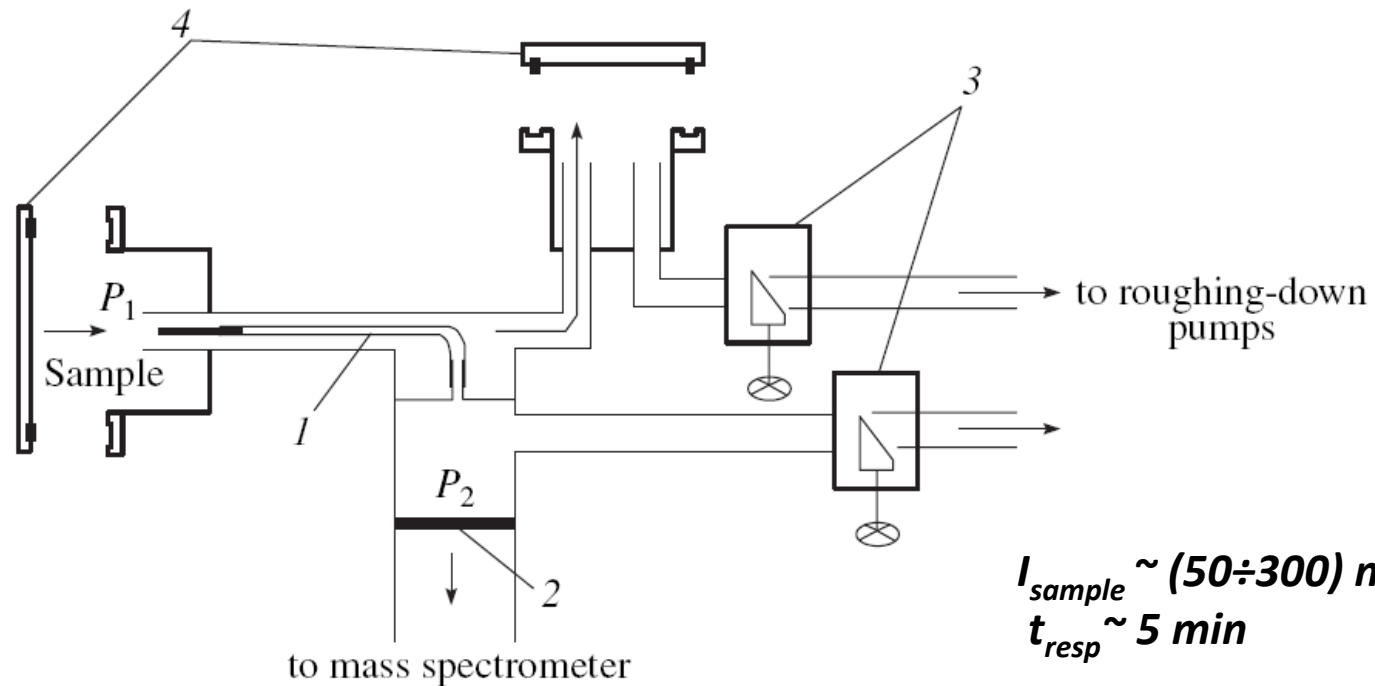 4
3
P1
Sample
1
to roughing-down
pumps
P2
2
to mass spectrometer
Isample ~ (50÷300)
tresp ~ 5 min